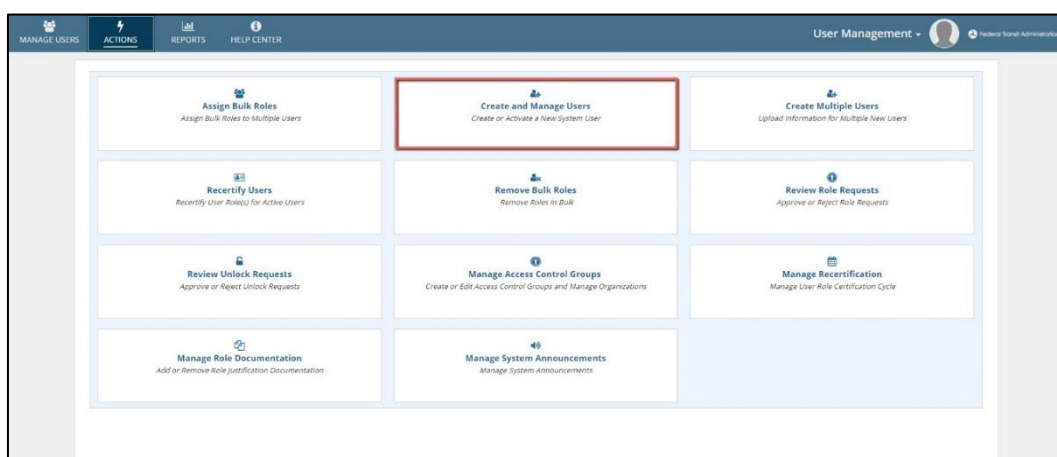 MANAGE USERS
ACTIONS
REPORTS
HELP CENTER
User Management
Federal Transit Administration
Assign Bulk Roles
Assign Bulk Roles to Multiple Users
Create and Manage Users
Create or Activate a New System User
Create Multiple Users
Upload Information for Multiple New Users
Recertify Users
Recertify User Role(s) for Active Users
Remove Bulk Roles
Remove Roles in Bulk
Review Role Requests
Approve or Reject Role Requests
Review Unlock Requests
Approve or Reject Unlock Requests
Manage Access Control Groups
Create or Edit Access Control Groups and Manage Organizations
Manage Recertification
Manage User Role Certification Cycle
Manage Role Documentation
Add or Remove Role Justification Documentation
Manage System Announcements
Manage System Announcements